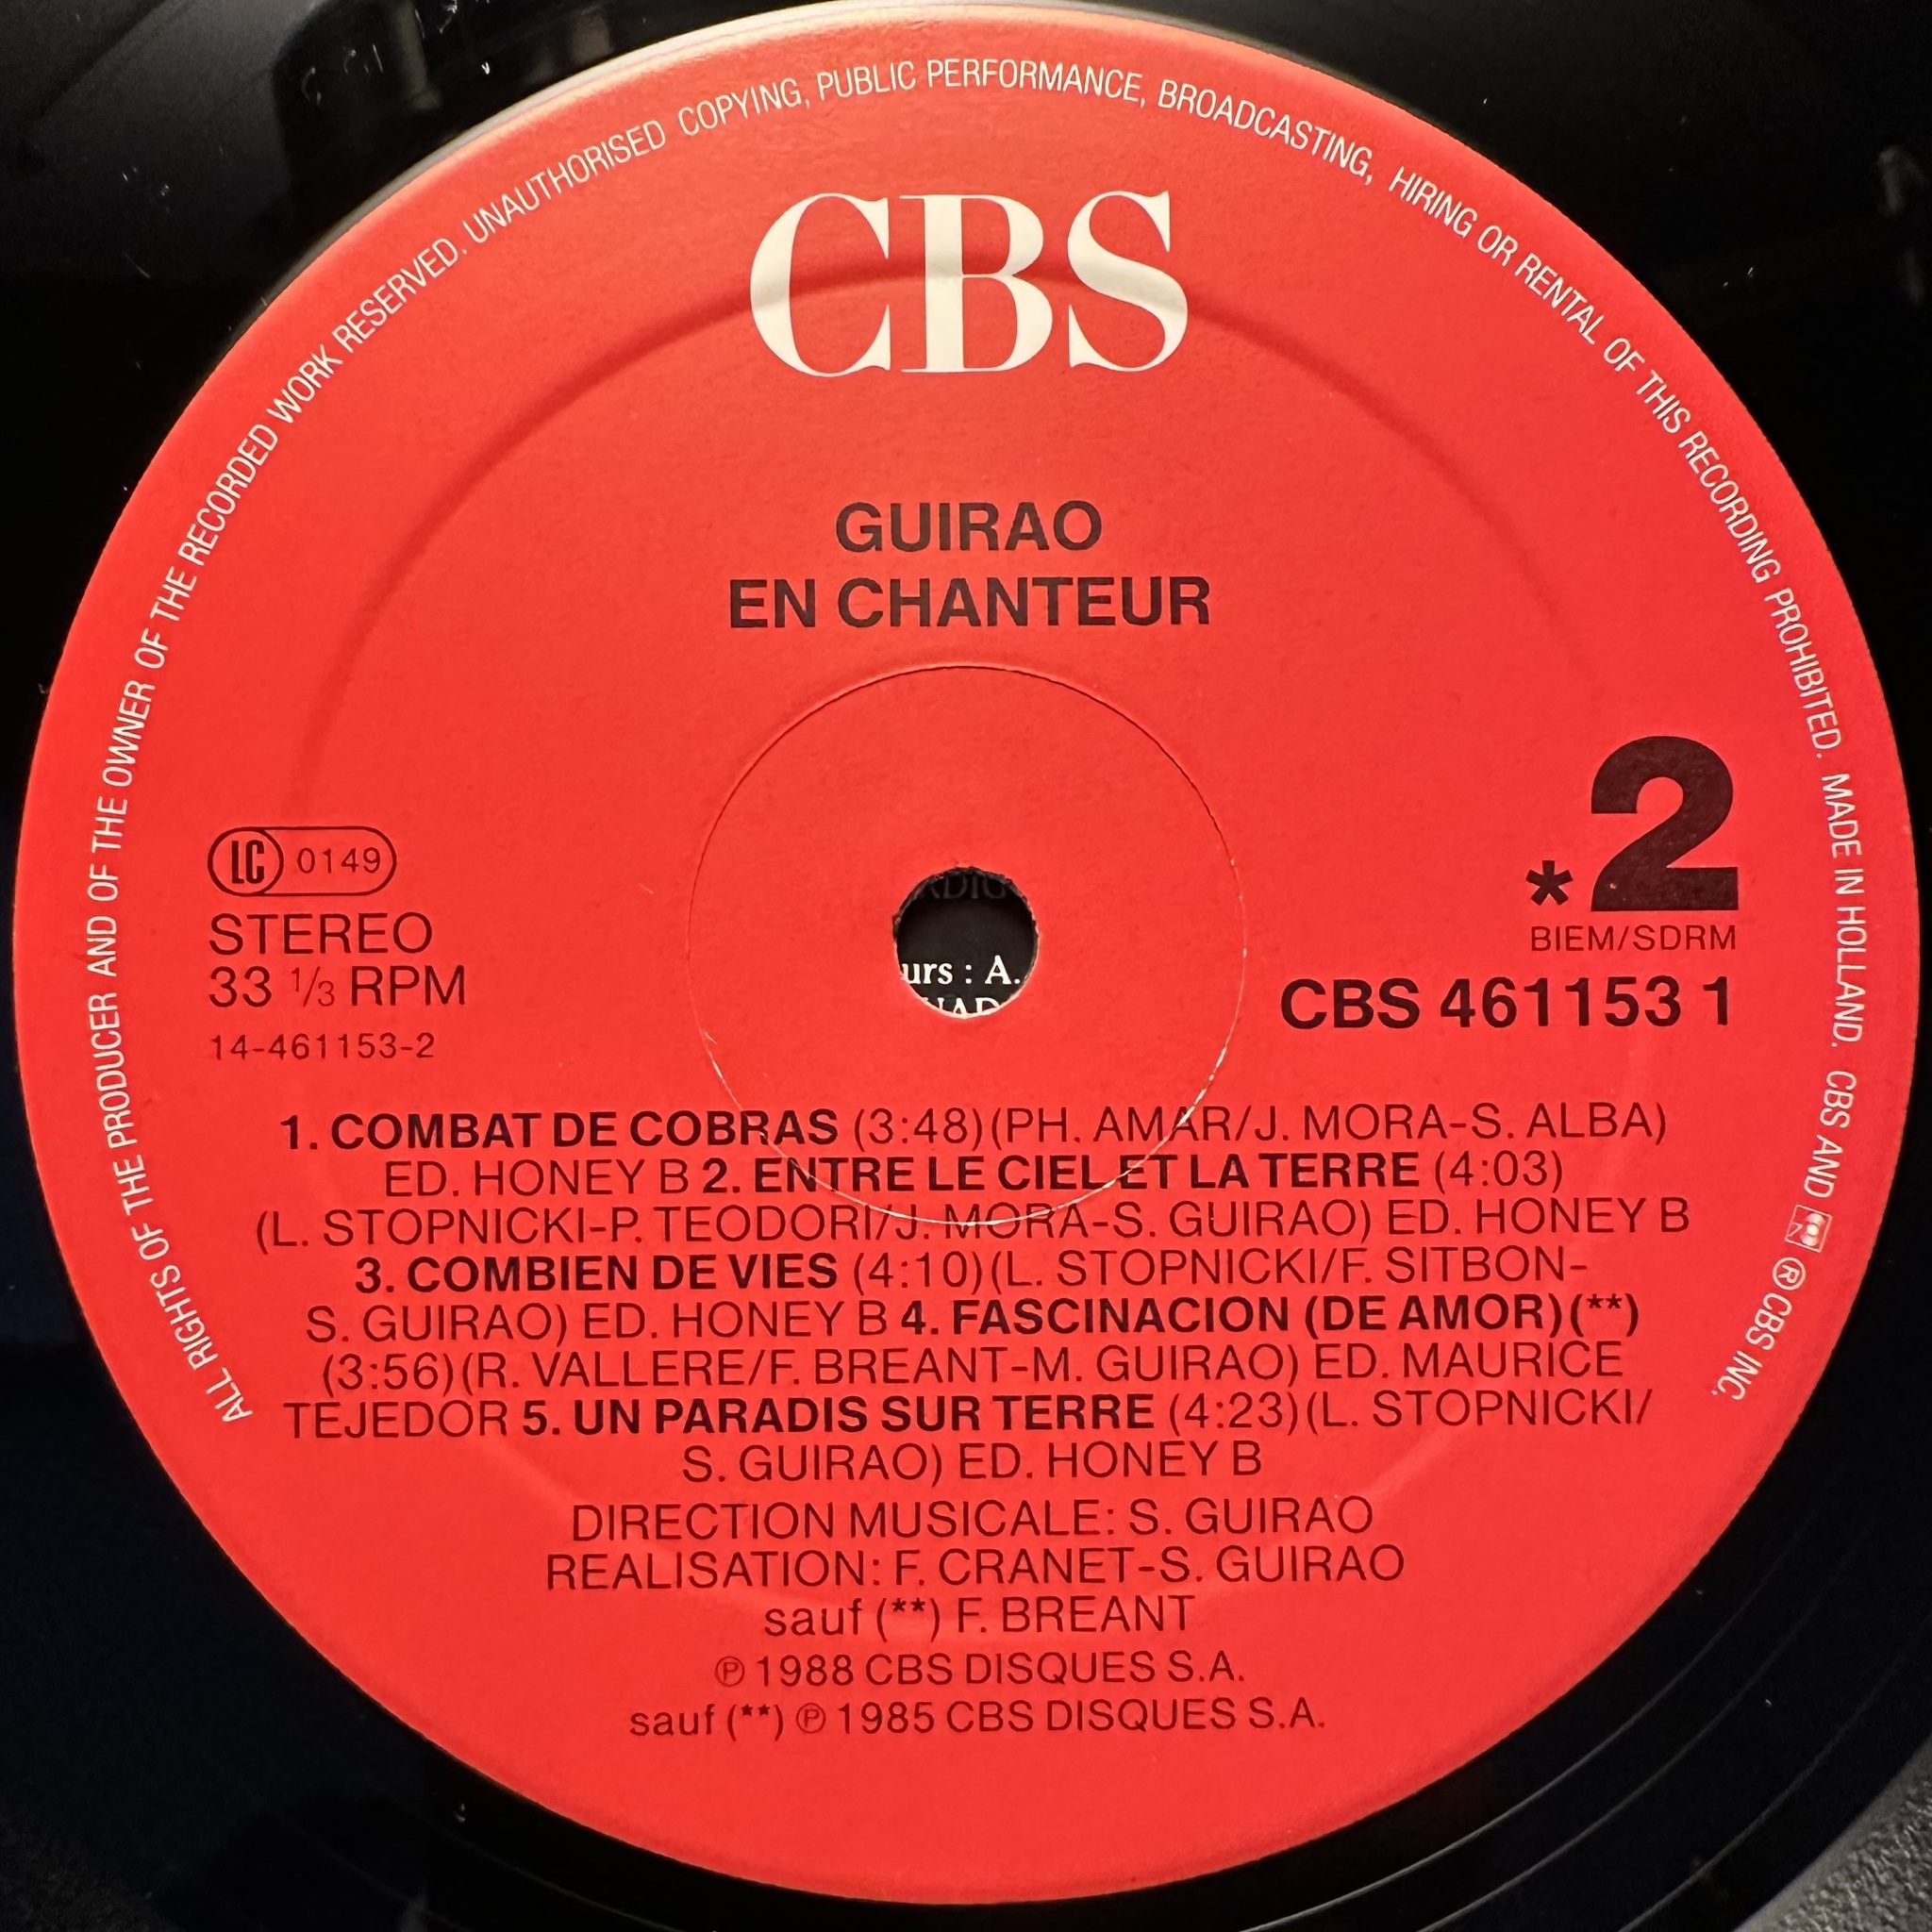 ALL RIGHTS OF THE PRODUCER AND OF THE OWNER OF THE RECORDED WORK RESERVED. UNAUTHORISED COPYING, PUBLIC PERFORMANCE, BROADCASTING, HIRING OR RENTAL OF THIS RECORDING PROHIBITED. MADE IN HOLLAND. CBS AND ® CBS INC.
CBS
GUIRAO
EN CHANTEUR
*2
LC 0149
BIEM/SDRM
STEREO
33 1/3 RPM
CBS 461153 1
14-461153-2
urs : A.
1. COMBAT DE COBRAS (3:48)(PH. AMAR/J. MORA-S. ALBA)
ED. HONEY B 2. ENTRE LE CIEL ET LA TERRE (4:03)
(L. STOPNICKI-P. TEODORI/J. MORA-S. GUIRAO) ED. HONEY B
3. COMBIEN DE VIES (4:10)(L. STOPNICKI/F. SITBON-
S. GUIRAO) ED. HONEY B 4. FASCINACION (DE AMOR)(**)
(3:56)(R. VALLERE/F. BREANT-M. GUIRAO) ED. MAURICE
TEJEDOR 5. UN PARADIS SUR TERRE (4:23)(L. STOPNICKI/
S. GUIRAO) ED. HONEY B
DIRECTION MUSICALE: S. GUIRAO
REALISATION: F. CRANET-S. GUIRAO
sauf (**) F. BREANT
℗ 1988 CBS DISQUES S.A.
sauf (**) ℗ 1985 CBS DISQUES S.A.